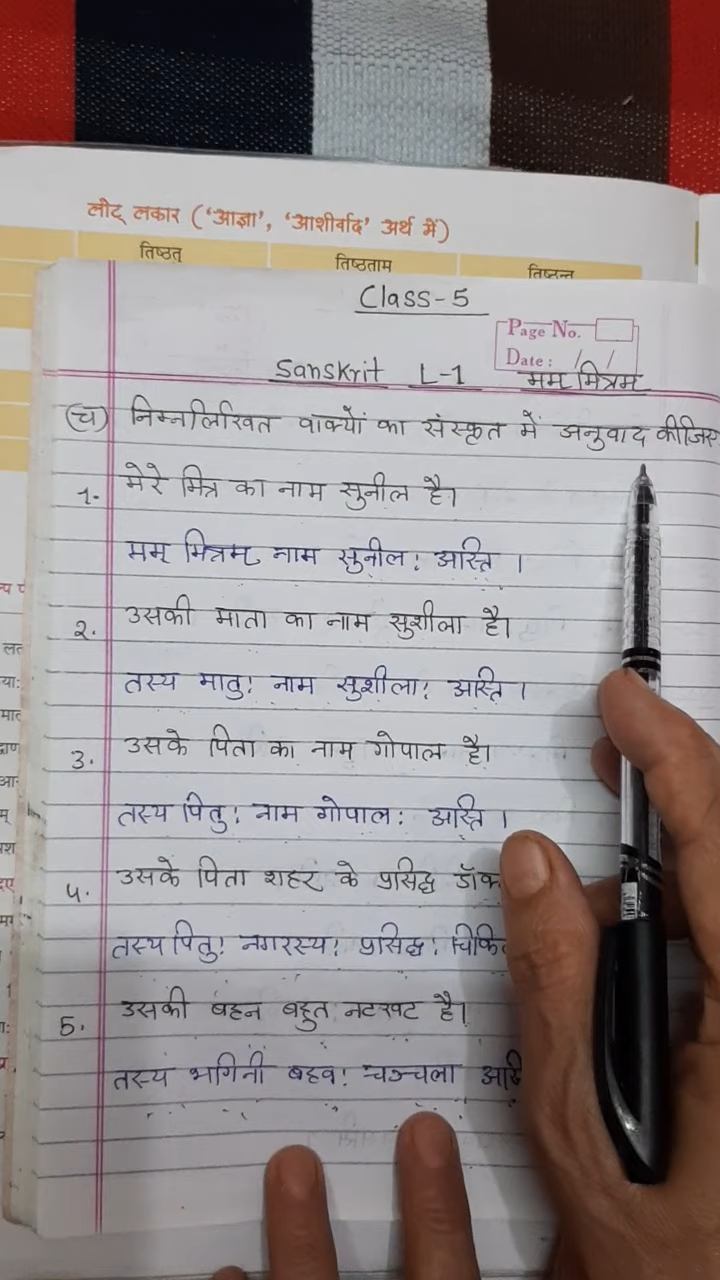 लोट् लकार ('आज्ञा', 'आशीर्वाद' अर्थ में)
तिष्ठतु तिष्ठताम तिष्ठन्त
Class-5
Page No.
Date: / /
Sanskrit L-1 मम् मित्रम्
(च) निम्नलिखित वाक्यों का संस्कृत में अनुवाद कीजिए
1. मेरे मित्र का नाम सुनील है।
मम् मित्रम् नाम सुनील: अस्ति ।
2. उसकी माता का नाम सुशीला है।
तस्य मातु: नाम सुशीला: अस्ति ।
3. उसके पिता का नाम गोपाल है।
तस्य पितु: नाम गोपाल: अस्ति ।
4. उसके पिता शहर के प्रसिद्ध डॉक
तस्य पितु: नगरस्य: प्रसिद्ध: चिकि
5. उसकी बहन बहुत नटखट है।
तस्य भगिनी बहव: चञ्चला अ